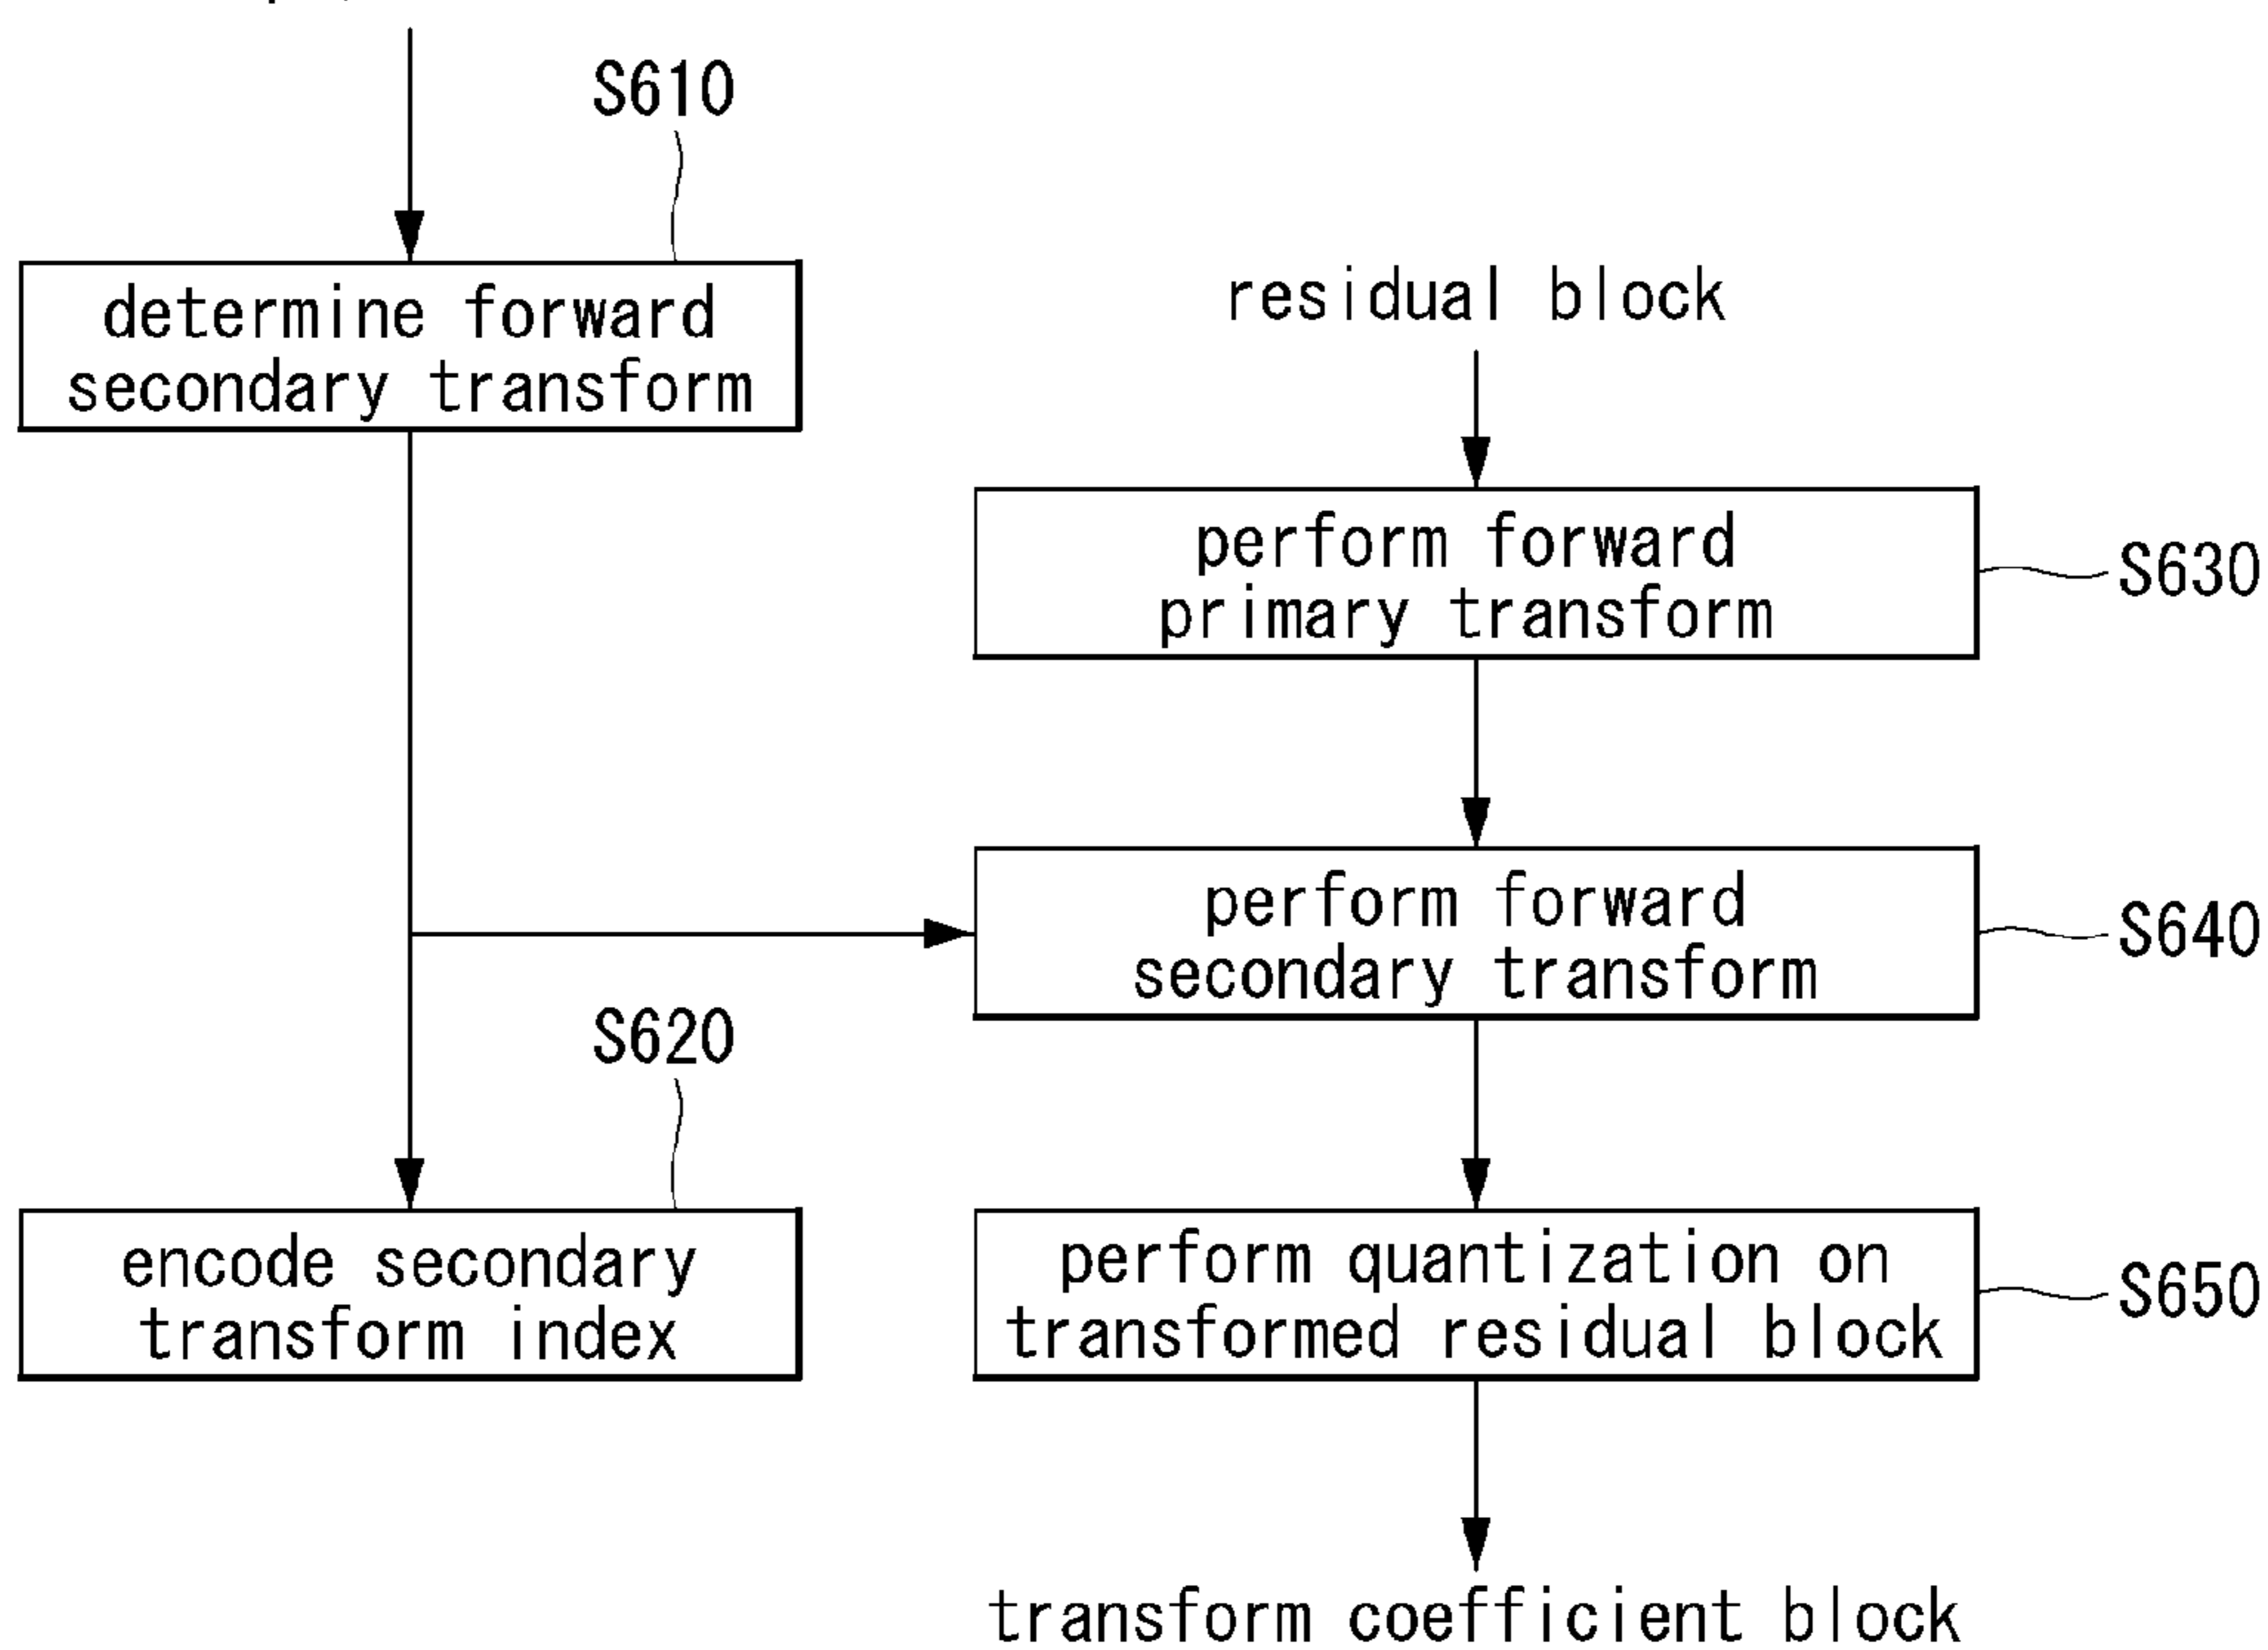 S610
determine forward
secondary transform
residual block
perform forward
primary transform
S630
perform forward
secondary transform
S640
S620
encode secondary
transform index
perform quantization on
transformed residual block
S650
transform coefficient block